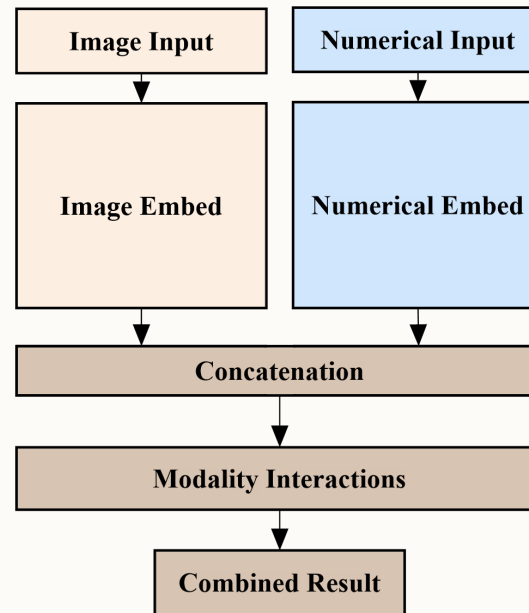 Image Input
Numerical Input
Image Embed
Numerical Embed
Concatenation
Modality Interactions
Combined Result